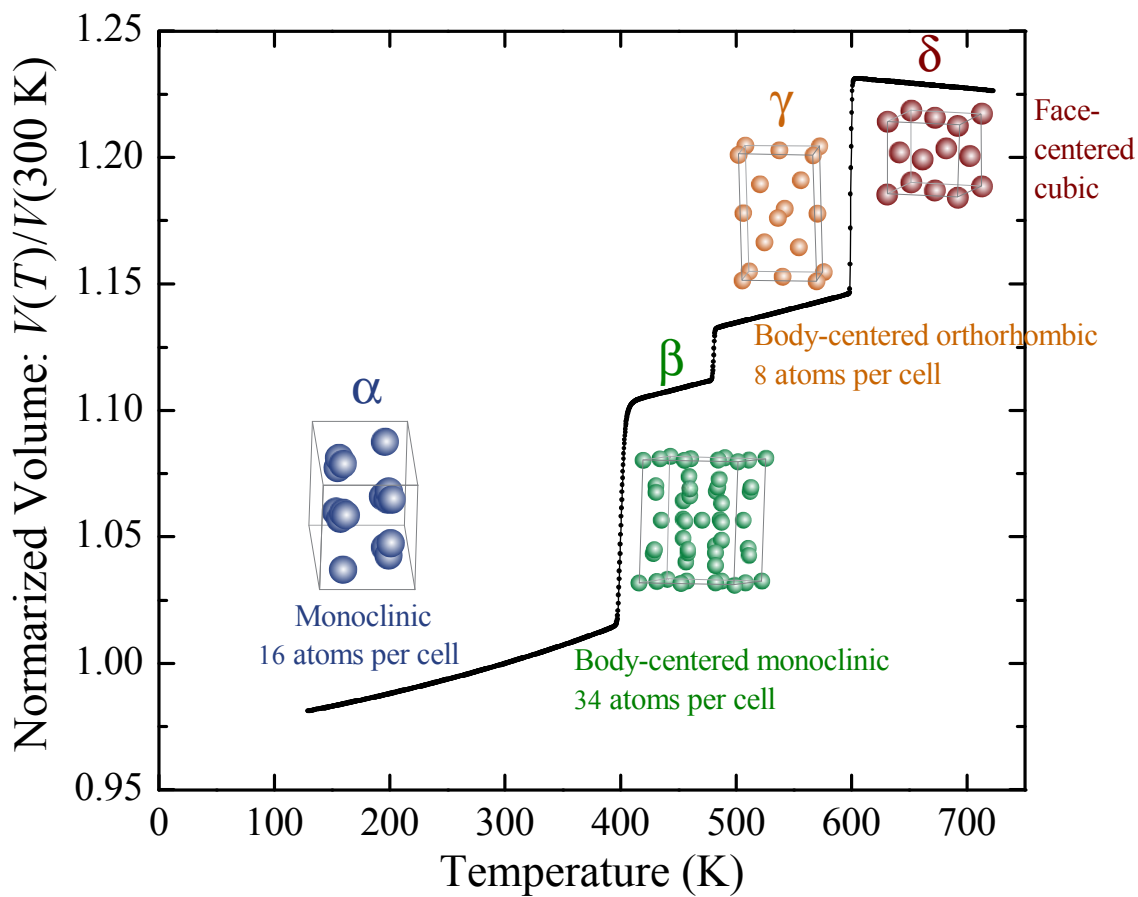 Normarized Volume: V(T)/V(300 K)
1.25
1.20
1.15
1.10
1.05
1.00
0.95
α
Monoclinic
16 atoms per cell
β
Body-centered monoclinic
34 atoms per cell
γ
Body-centered orthorhombic
8 atoms per cell
δ
Face-
centered
cubic
0 100 200 300 400 500 600 700
Temperature (K)